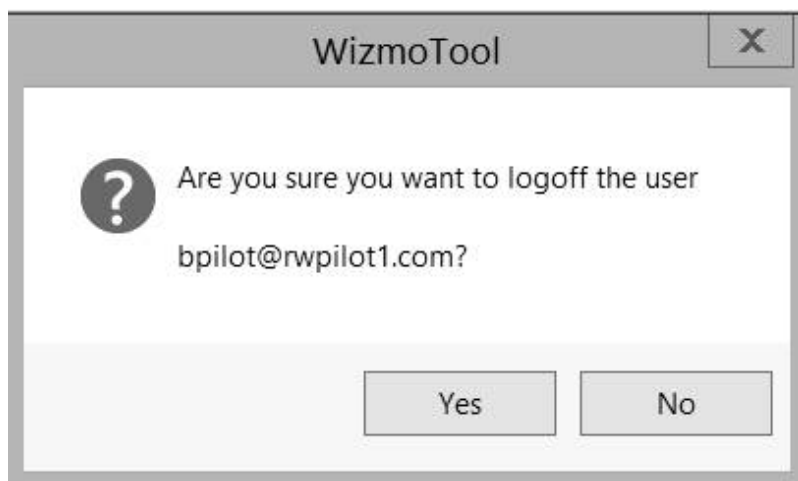 WizmoTool
X
Are you sure you want to logoff the user
bpilot@rwpilot1.com?
Yes
No